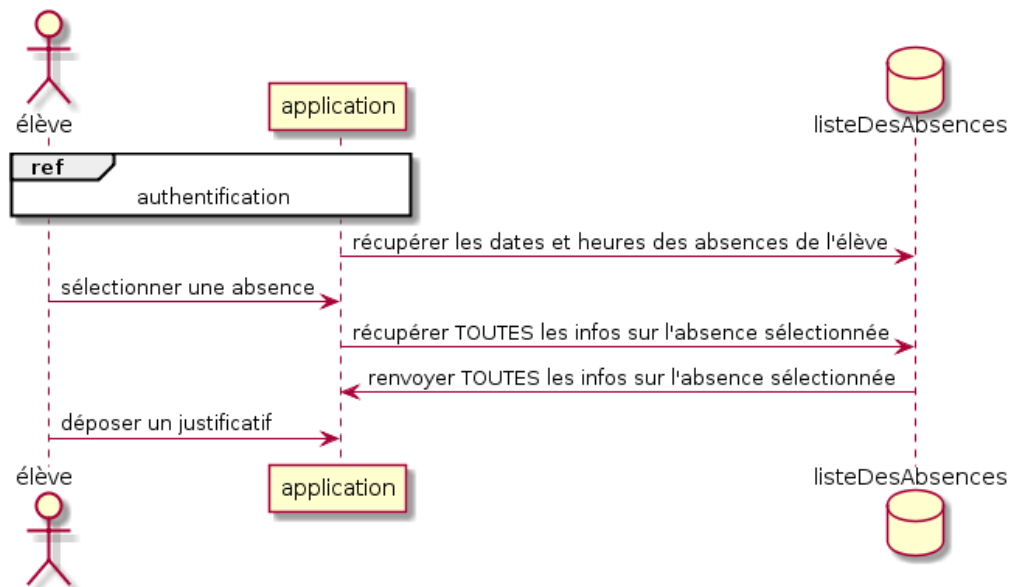 élève
application
listeDesAbsences
ref
authentification
récupérer les dates et heures des absences de l'élève
sélectionner une absence
récupérer TOUTES les infos sur l'absence sélectionnée
renvoyer TOUTES les infos sur l'absence sélectionnée
déposer un justificatif
élève
application
listeDesAbsences